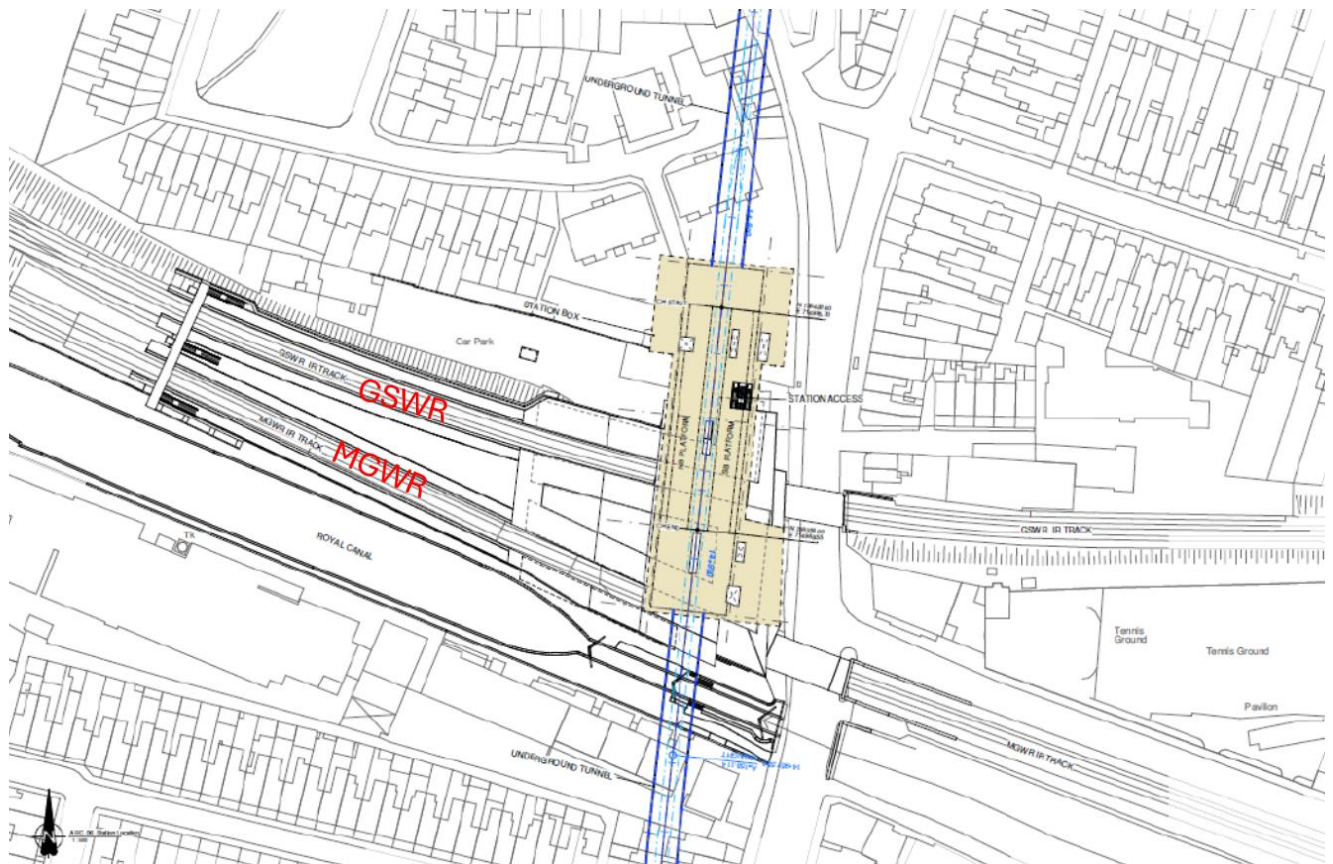 UNDERGROUND TUNNEL
STATION BOX
Car Park
GSWR IR TRACK
GSWR
STATION ACCESS
NB PLATFORM
SB PLATFORM
MGWR IR TRACK
MGWR
GSWR IR TRACK
ROYAL CANAL
TK
Tennis
Ground
Tennis Ground
Pavilion
MGWR IR TRACK
UNDERGROUND TUNNEL
N